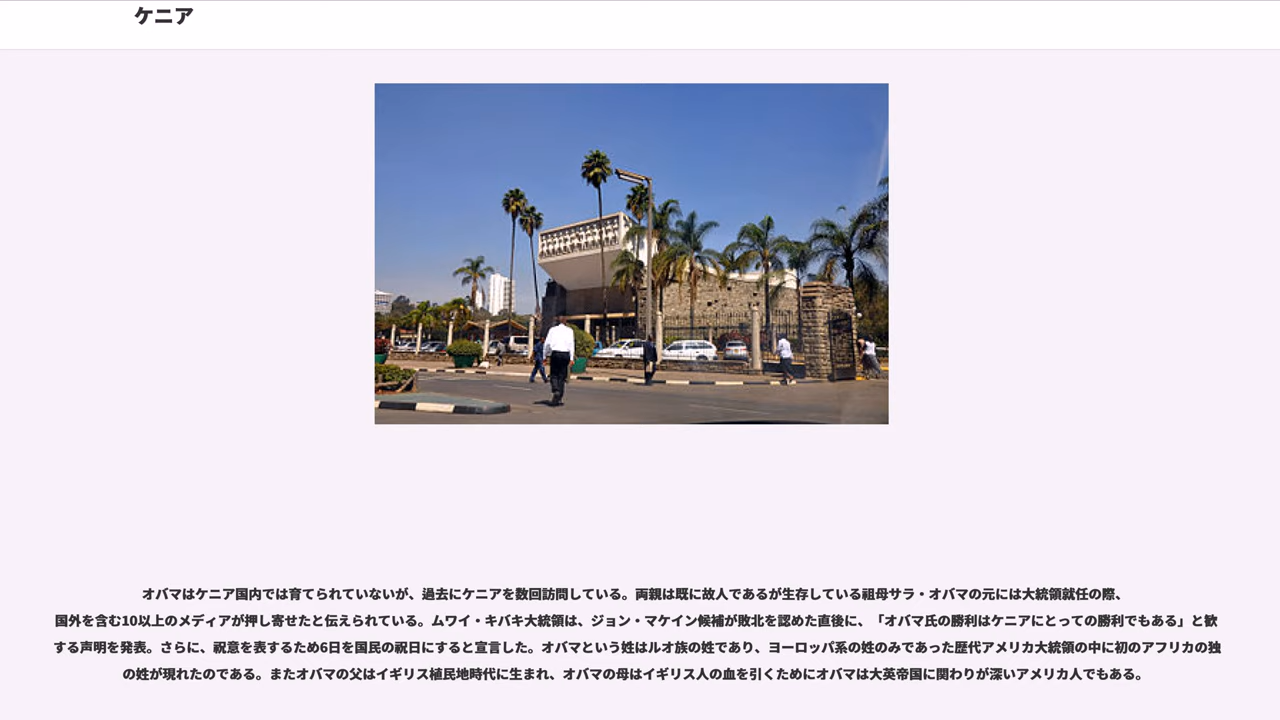 ケニア
オバマはケニア国内では育てられていないが、過去にケニアを数回訪問している。両親は既に故人であるが生存している祖母サラ・オバマの元には大統領就任の際、
国外を含む10以上のメディアが押し寄せたと伝えられている。ムワイ・キバキ大統領は、ジョン・マケイン候補が敗北を認めた直後に、「オバマ氏の勝利はケニアにとっての勝利でもある」と歓
する声明を発表。さらに、祝意を表するため6日を国民の祝日にすると宣言した。オバマという姓はルオ族の姓であり、ヨーロッパ系の姓のみであった歴代アメリカ大統領の中に初のアフリカの独
の姓が現れたのである。またオバマの父はイギリス植民地時代に生まれ、オバマの母はイギリス人の血を引くためにオバマは大英帝国に関わりが深いアメリカ人でもある。